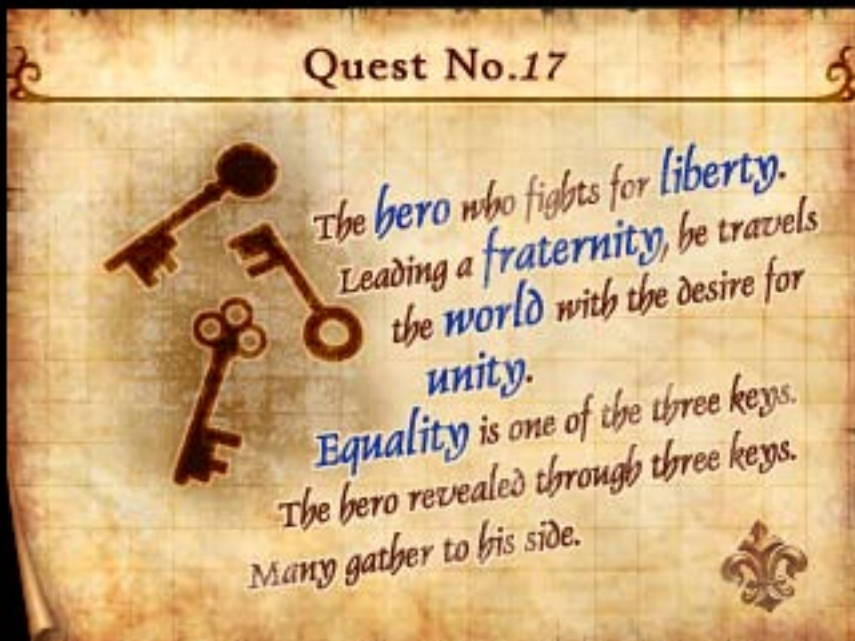 Quest No.17
The hero who fights for liberty.
Leading a fraternity, he travels
the world with the desire for
unity.
Equality is one of the three keys.
The hero revealed through three keys.
Many gather to his side.